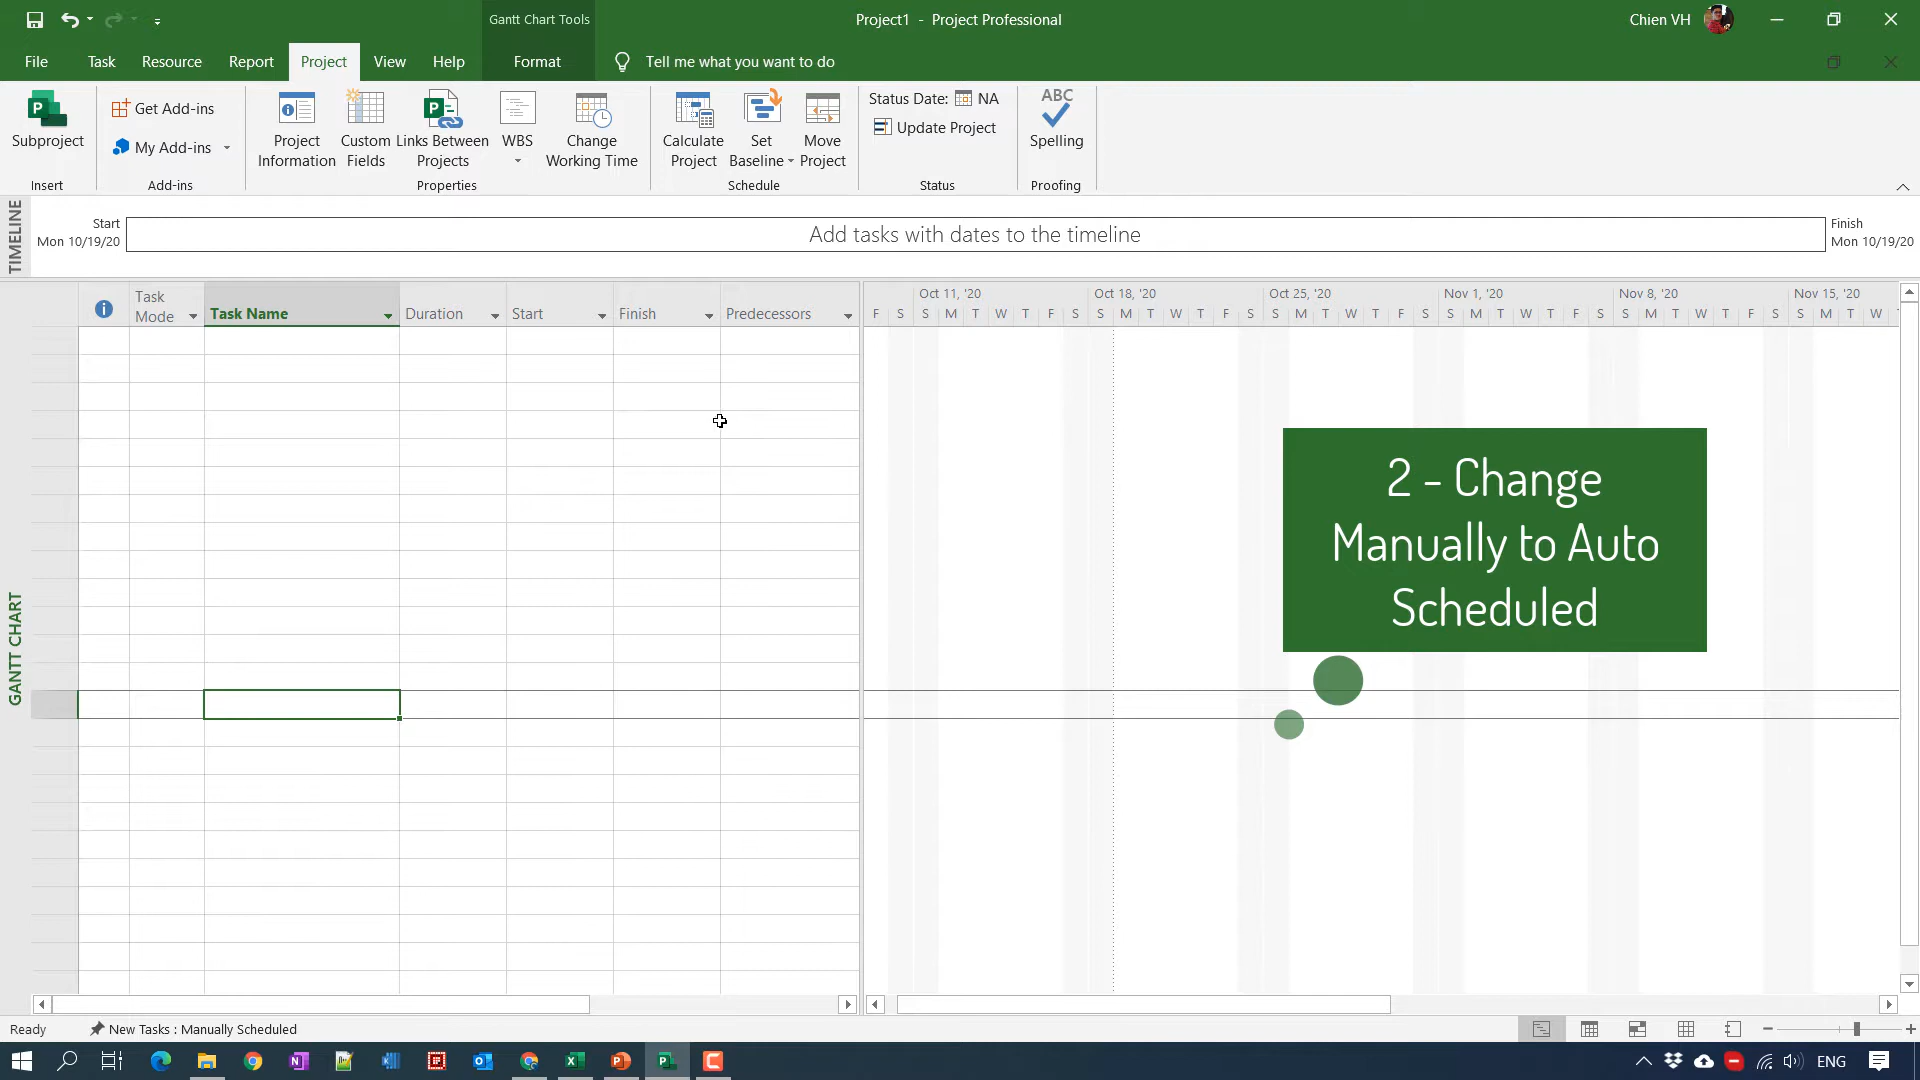 Gantt Chart Tools
Project1 - Project Professional
Chien VH
File
Task
Resource
Report
Project
View
Help
Format
Tell me what you want to do
Subproject
Insert
Get Add-ins
My Add-ins
Add-ins
Project
Information
Custom
Fields
Links Between
Projects
WBS
Change
Working Time
Properties
Calculate
Project
Set
Baseline
Move
Project
Schedule
Status Date: NA
Update Project
Status
ABC
Spelling
Proofing
TIMELINE
Start
Mon 10/19/20
Add tasks with dates to the timeline
Finish
Mon 10/19/20
Task
Mode
Task Name
Duration
Start
Finish
Predecessors
Oct 11, '20
Oct 18, '20
Oct 25, '20
Nov 1, '20
Nov 8, '20
Nov 15, '20
F S S M T W T F S S M T W T F S S M T W T F S S M T W T F S S M T W T F S S M T W
GANTT CHART
2 - Change
Manually to Auto
Scheduled
Ready
New Tasks : Manually Scheduled
ENG